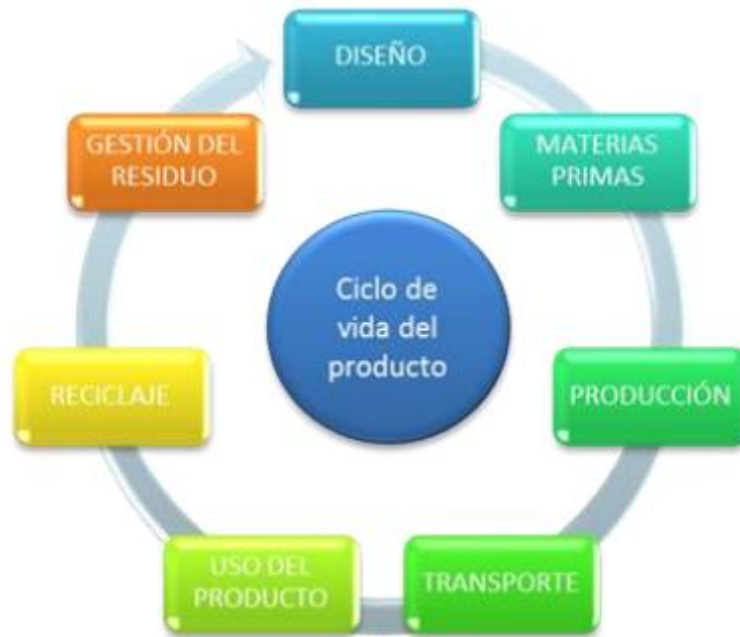 DISEÑO
MATERIAS
PRIMAS
PRODUCCIÓN
TRANSPORTE
USO DEL
PRODUCTO
RECICLAJE
GESTIÓN DEL
RESIDUO
Ciclo de
vida del
producto